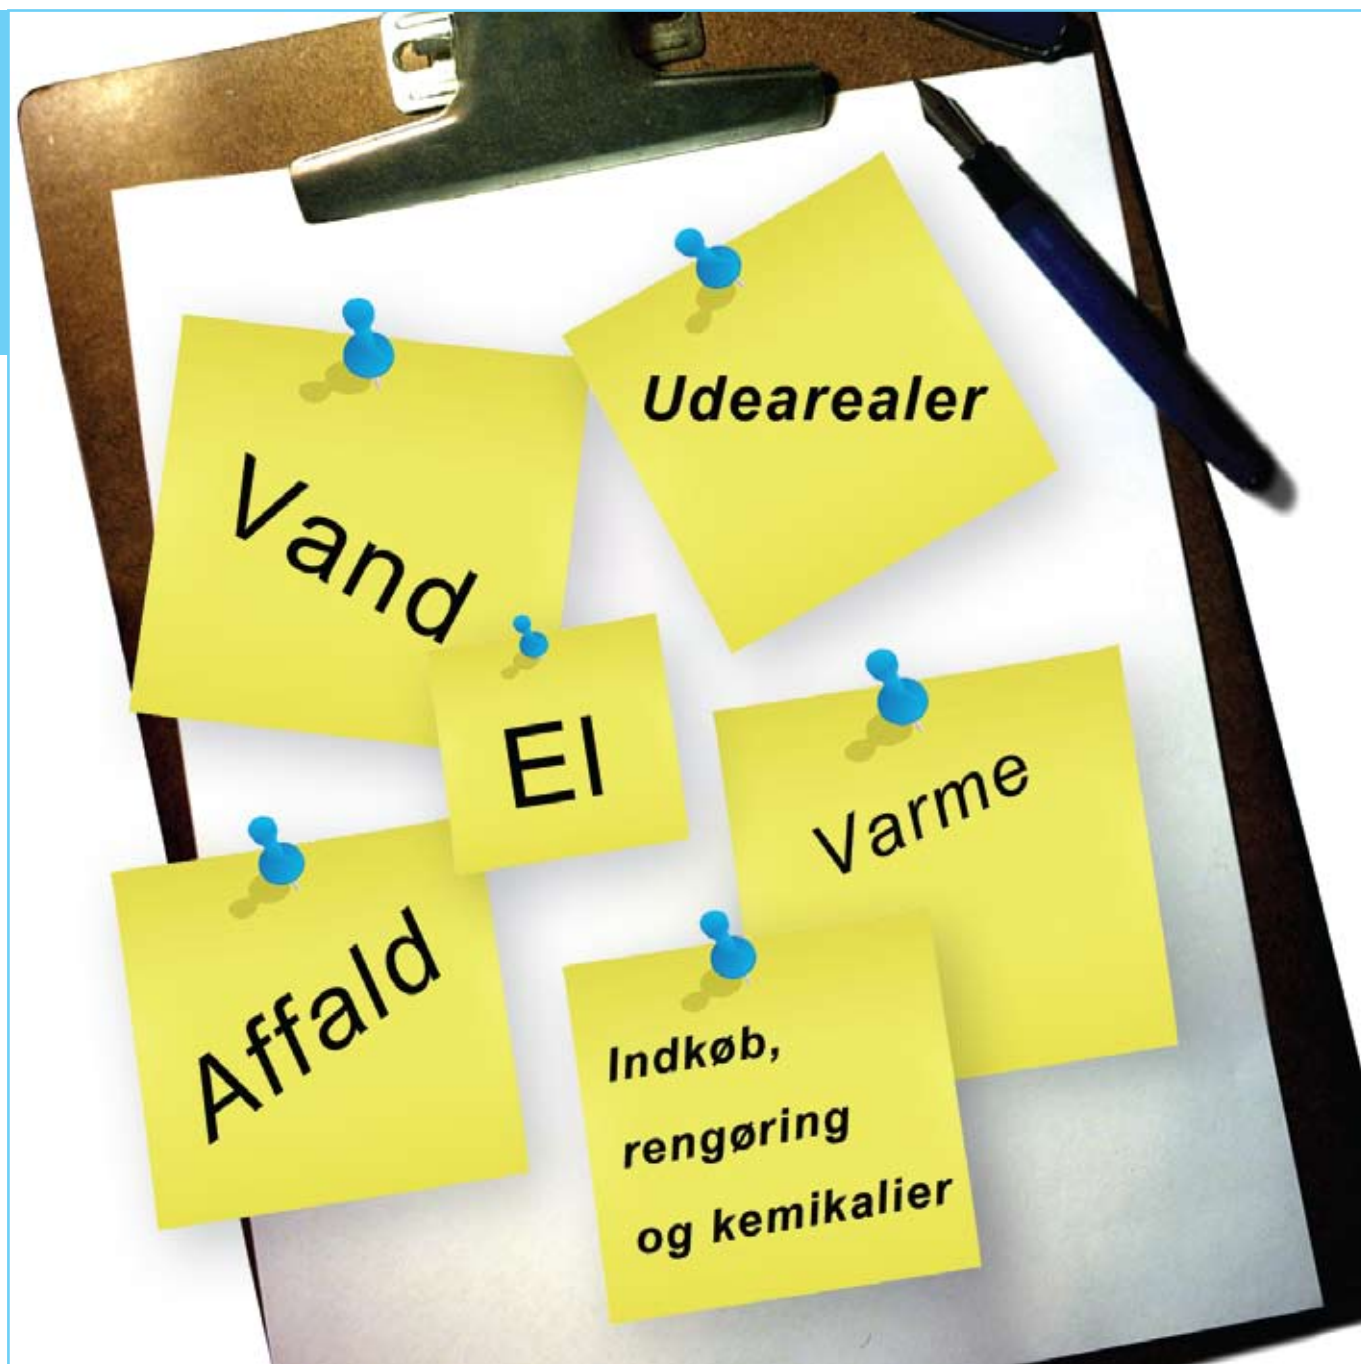 Udearealer
Vand
El
Varme
Affald
Indkøb,
rengøring
og kemikalier